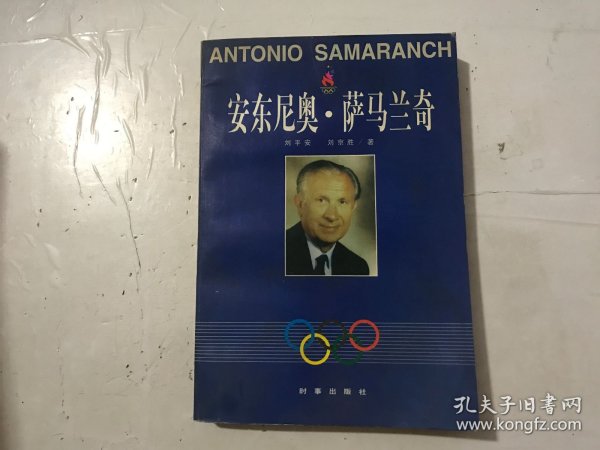 ANTONIO SAMARANCH
安东尼奥·萨马兰奇
刘平安 刘京胜/著
时事出版社
孔夫子旧书网
www.kongfz.com